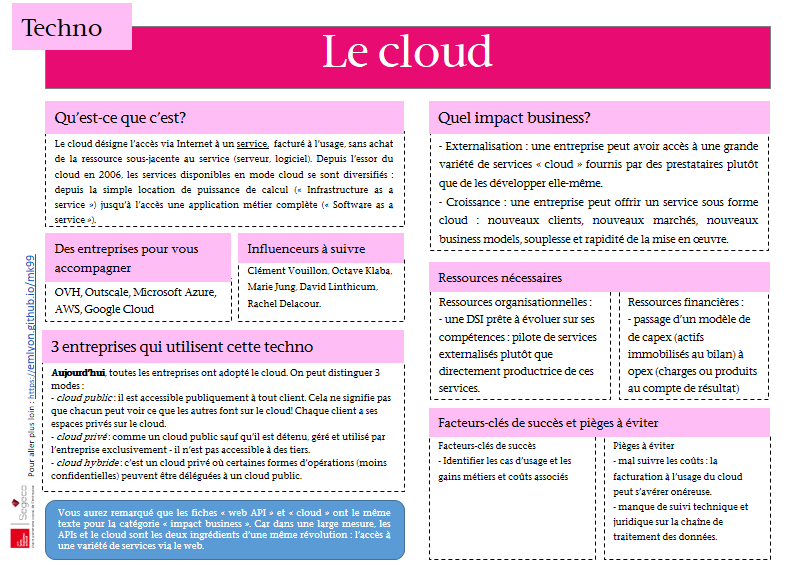 Techno
Le cloud
Qu'est-ce que c'est?
Le cloud désigne l'accès via Internet à un service, facturé à l'usage, sans achat
de la ressource sous-jacente au service (serveur, logiciel). Depuis l'essor du
cloud en 2006, les services disponibles en mode cloud se sont diversifiés :
depuis la simple location de puissance de calcul (« Infrastructure as a
service ») jusqu'à l'accès une application métier complète (« Software as a
service »).
Des entreprises pour vous
accompagner
OVH, Outscale, Microsoft Azure,
AWS, Google Cloud
Influenceurs à suivre
Clément Vouillon, Octave Klaba,
Marie Jung, David Linthicum,
Rachel Delacour.
3 entreprises qui utilisent cette techno
Aujourd'hui, toutes les entreprises ont adopté le cloud. On peut distinguer 3
modes :
- cloud public : il est accessible publiquement à tout client. Cela ne signifie pas
que chacun peut voir ce que les autres font sur le cloud! Chaque client a ses
espaces privés sur le cloud.
- cloud privé : comme un cloud public sauf qu'il est détenu, géré et utilisé par
l'entreprise exclusivement - il n'est pas accessible à des tiers.
- cloud hybride : c'est un cloud privé où certaines formes d'opérations (moins
confidentielles) peuvent être déléguées à un cloud public.
Vous aurez remarqué que les fiches « web API » et « cloud » ont le même
texte pour la catégorie « impact business ». Car dans une large mesure, les
APIs et le cloud sont les deux ingrédients d'une même révolution : l'accès à
une variété de services via le web.
Quel impact business?
- Externalisation : une entreprise peut avoir accès à une grande
variété de services « cloud » fournis par des prestataires plutôt
que de les développer elle-même.
- Croissance : une entreprise peut offrir un service sous forme
cloud : nouveaux clients, nouveaux marchés, nouveaux
business models, souplesse et rapidité de la mise en œuvre.
Ressources nécessaires
Ressources organisationnelles :
- une DSI prête à évoluer sur ses
compétences : pilote de services
externalisés plutôt que
directement productrice de ces
services.
Ressources financières :
- passage d'un modèle de
de capex (actifs
immobilisés au bilan) à
opex (charges ou produits
au compte de résultat)
Facteurs-clés de succès et pièges à éviter
Facteurs-clés de succès
- Identifier les cas d'usage et les
gains métiers et coûts associés
Pièges à éviter
- mal suivre les coûts : la
facturation à l'usage du cloud
peut s'avérer onéreuse.
- manque de suivi technique et
juridique sur la chaîne de
traitement des données.
Pour aller plus loin : https://emlyon.github.io/mk99
Segeco